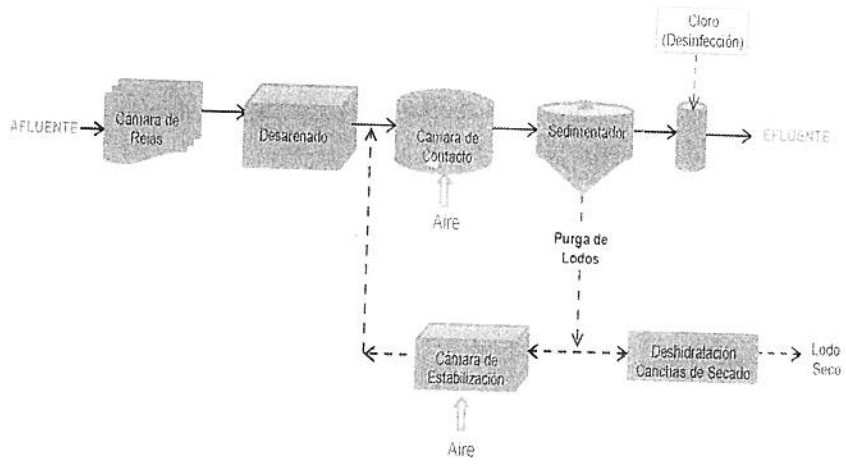 Cloro
(Desinfección)
AFLUENTE
Cámara de
Rejas
Desarenado
Cámara de
Contacto
Sedimentador
EFLUENTE
Aire
Purga de
Lodos
Cámara de
Estabilización
Deshidratación
Canchas de Secado
Lodo
Seco
Aire